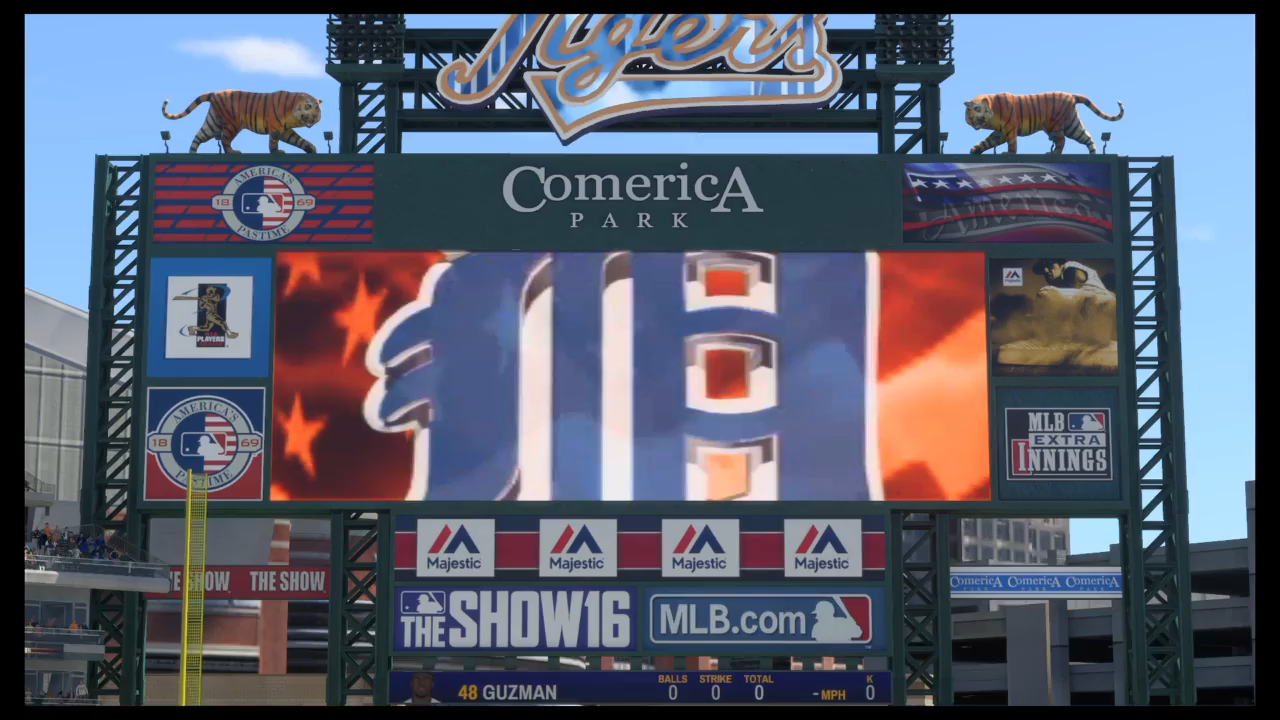 Tigers
AMERICA'S
18 69
PASTIME
ComericA
PARK
America
PLAYERS
Majestic
AMERICA'S
18 69
PASTIME
MLB
EXTRA
INNINGS
Majestic Majestic Majestic Majestic
THE SHOW THE SHOW
ComericA ComericA ComericA
THE SHOW16 MLB.com
BALLS STRIKE TOTAL K
48 GUZMAN 0 0 0 - MPH 0